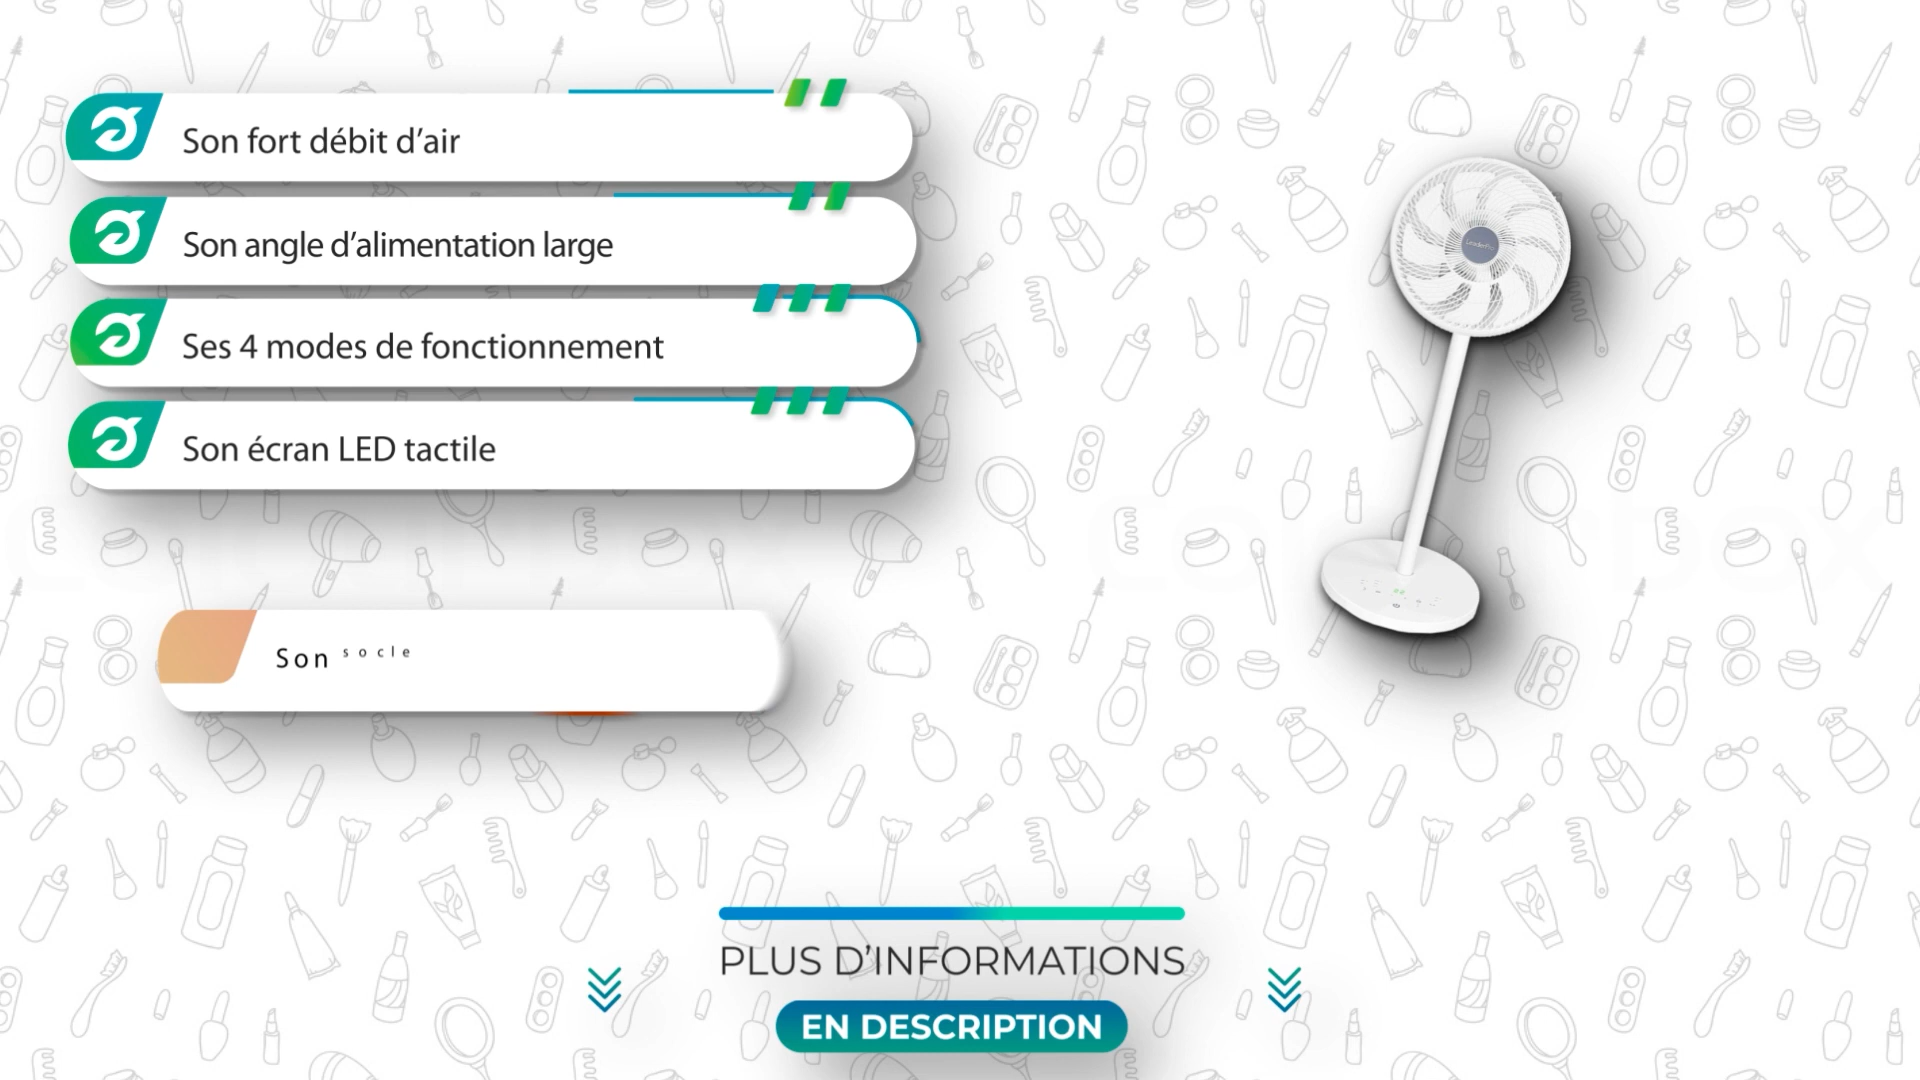 Son fort débit d’air
Son angle d’alimentation large
Ses 4 modes de fonctionnement
Son écran LED tactile
Son socle
PLUS D’INFORMATIONS
EN DESCRIPTION